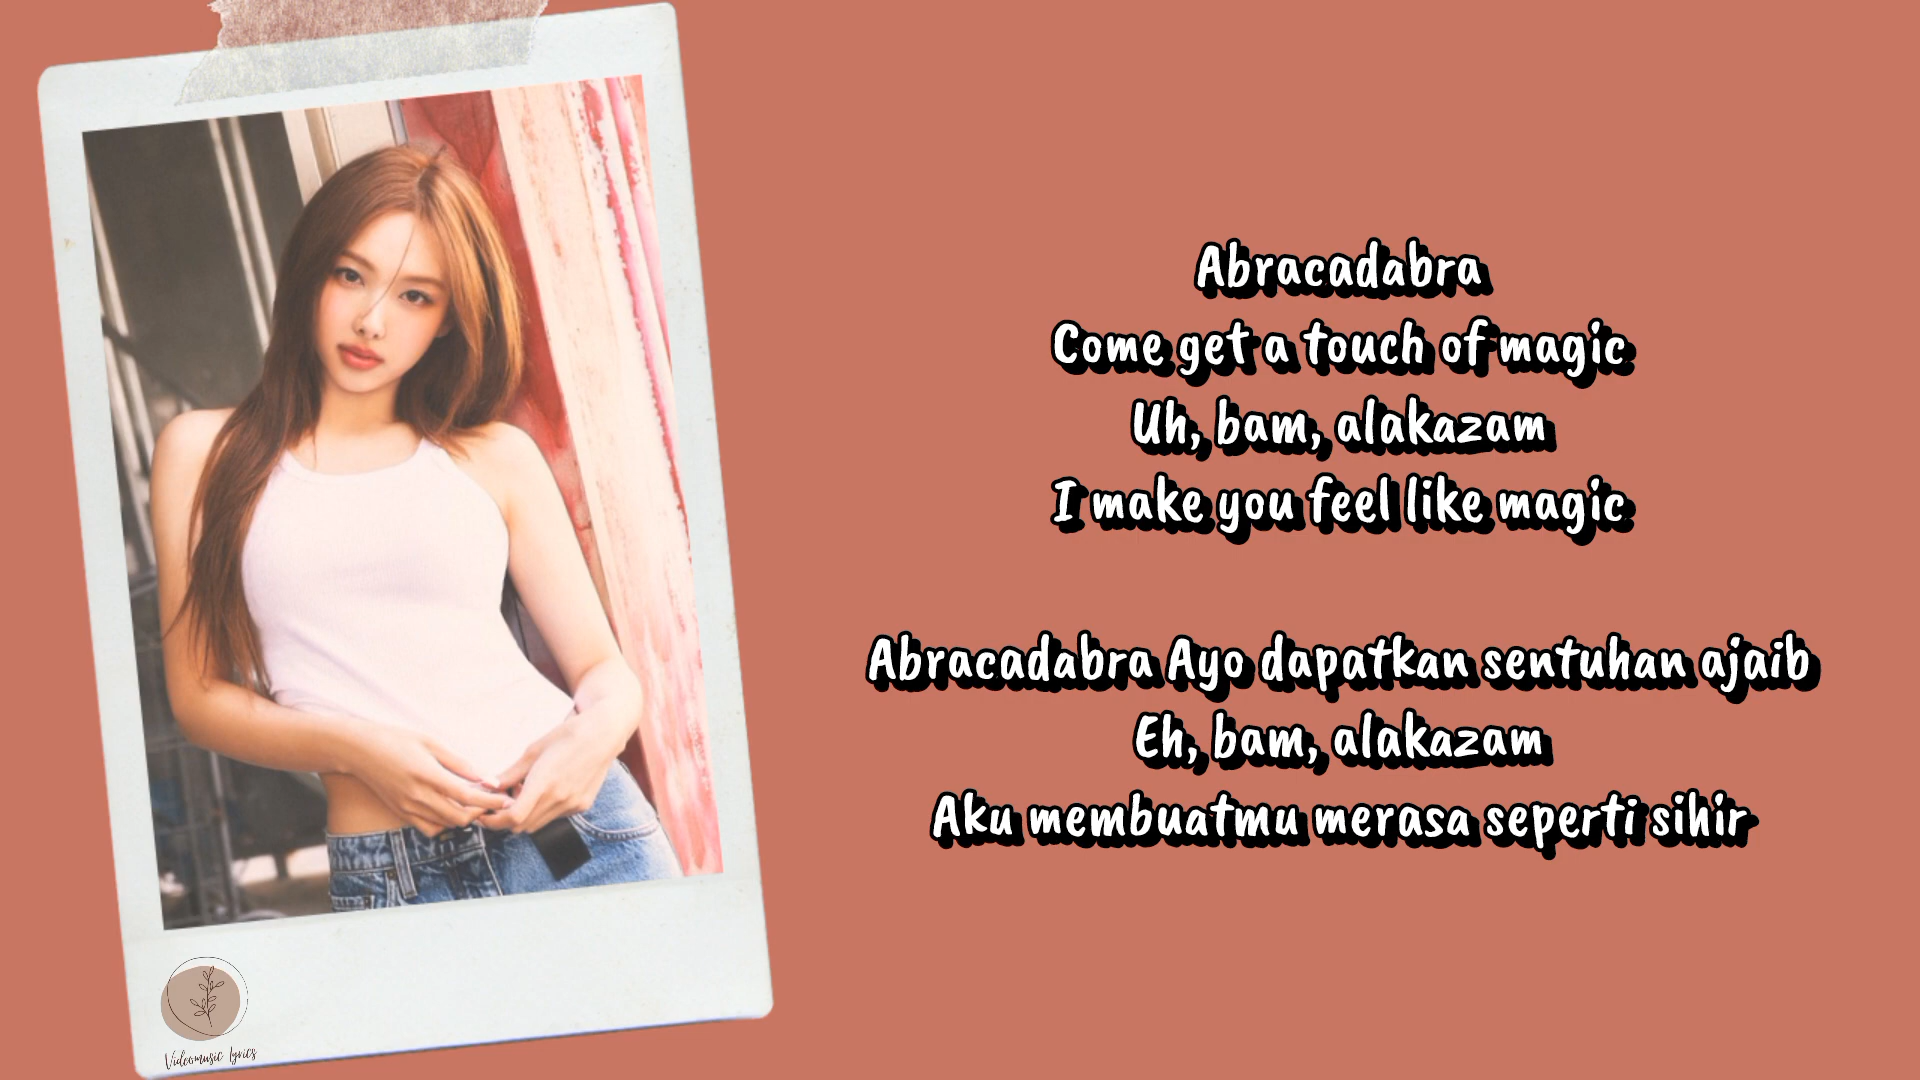 Abracadabra
Come get a touch of magic
Uh, bam, alakazam
I make you feel like magic
Abracadabra Ayo dapatkan sentuhan ajaib
Eh, bam, alakazam
Aku membuatmu merasa seperti sihir
Videomusic Lyrics